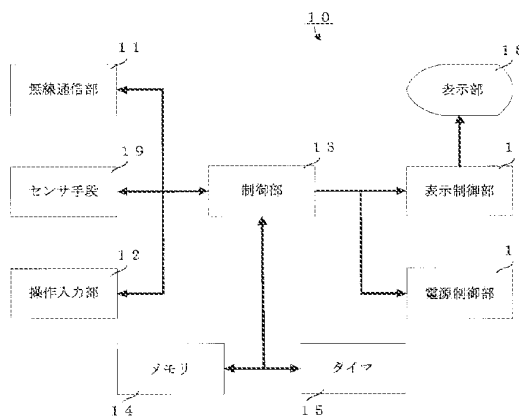 10
11
無線通信部
18
表示部
19
センサ手段
13
制御部
1
表示制御部
12
操作入力部
1
電源制御部
メモリ
14
タイマ
15